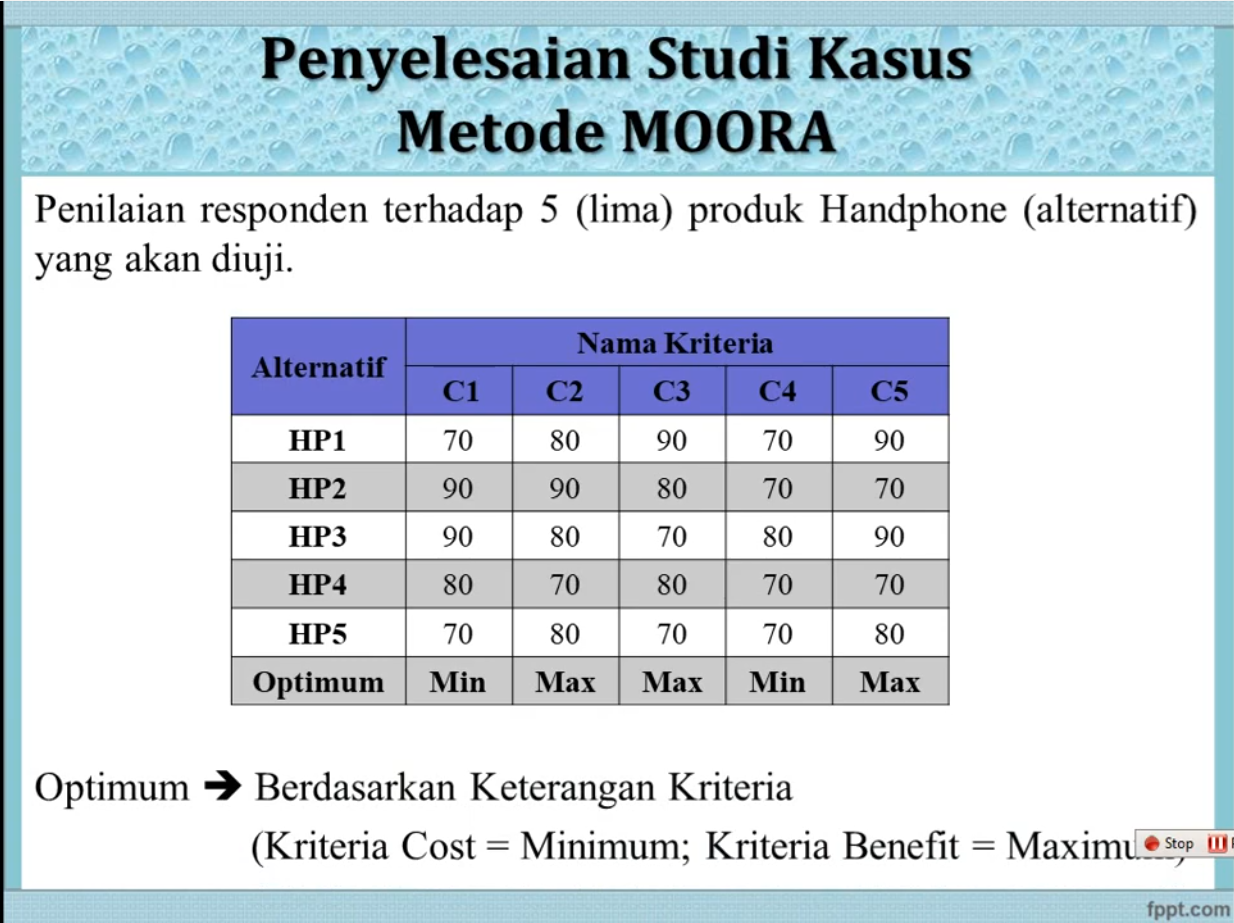 Penyelesaian Studi Kasus
Metode MOORA
Penilaian responden terhadap 5 (lima) produk Handphone (alternatif)
yang akan diuji.
Alternatif Nama Kriteria
C1 C2 C3 C4 C5
HP1 70 80 90 70 90
HP2 90 90 80 70 70
HP3 90 80 70 80 90
HP4 80 70 80 70 70
HP5 70 80 70 70 80
Optimum Min Max Max Min Max
Optimum ➔ Berdasarkan Keterangan Kriteria
(Kriteria Cost = Minimum; Kriteria Benefit =
Stop
fppt.com